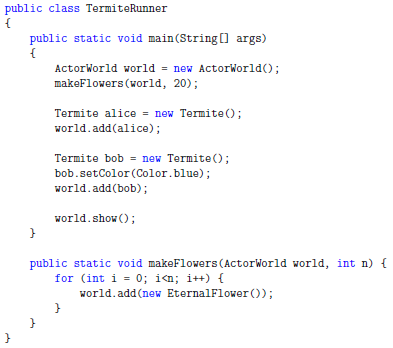 public class TermiteRunner
{
    public static void main(String[] args)
    {
        ActorWorld world = new ActorWorld();
        makeFlowers(world, 20);

        Termite alice = new Termite();
        world.add(alice);

        Termite bob = new Termite();
        bob.setColor(Color.blue);
        world.add(bob);

        world.show();
    }

    public static void makeFlowers(ActorWorld world, int n) {
        for (int i = 0; i<n; i++) {
            world.add(new EternalFlower());
        }
    }
}